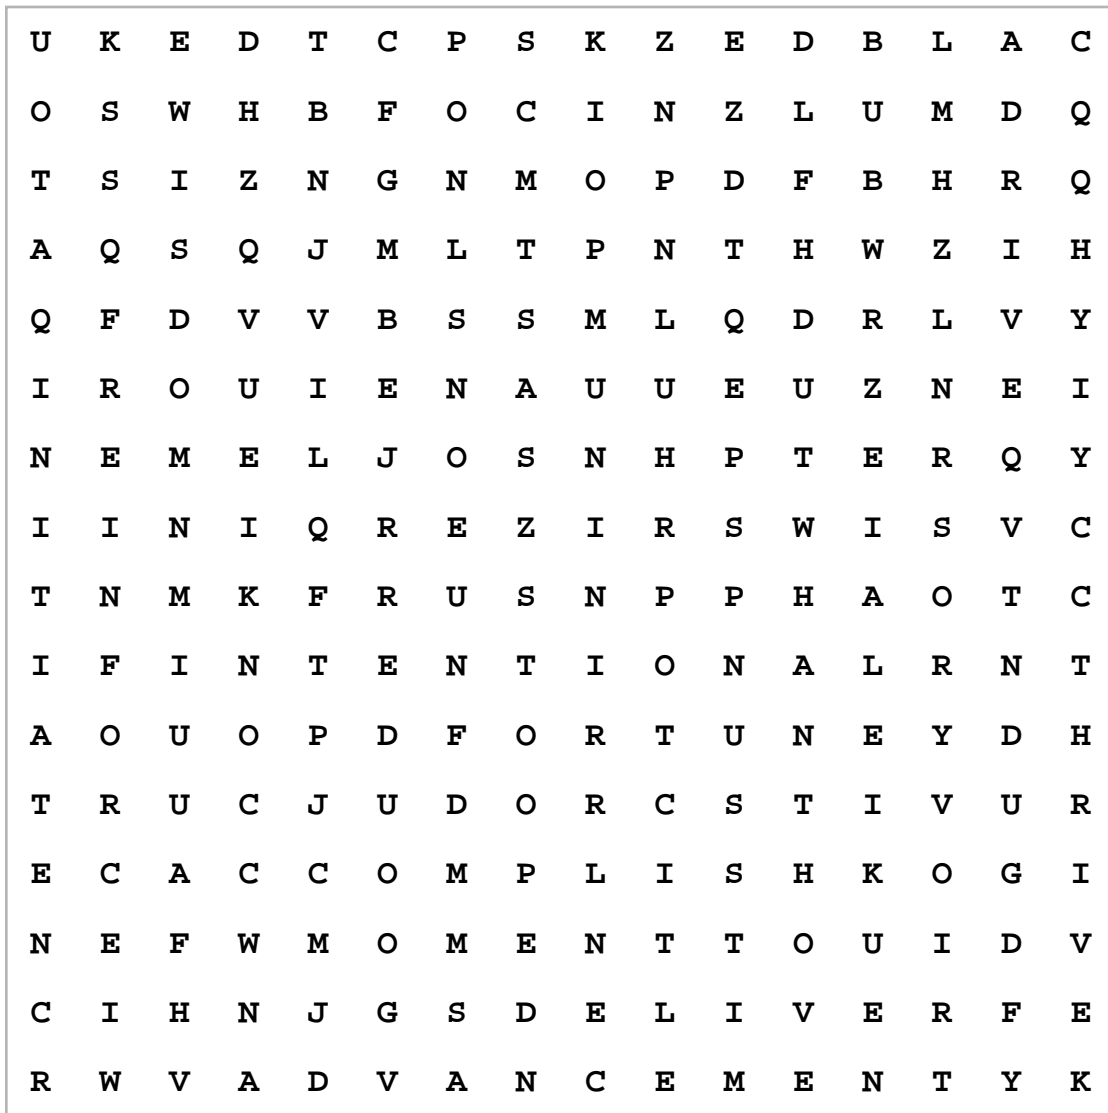 U K E D T C P S K Z E D B L A C
O S W H B F O C I N Z L U M D Q
T S I Z N G N M O P D F B H R Q
A Q S Q J M L T P N T H W Z I H
Q F D V V B S S M L Q D R L V Y
I R O U I E N A U U E U Z N E I
N E M E L J O S N H P T E R Q Y
I I N I Q R E Z I R S W I S V C
T N M K F R U S N P P H A O T C
I F I N T E N T I O N A L R N T
A O U O P D F O R T U N E Y D H
T R U C J U D O R C S T I V U R
E C A C C O M P L I S H K O G I
N E F W M O M E N T T O U I D V
C I H N J G S D E L I V E R F E
R W V A D V A N C E M E N T Y K